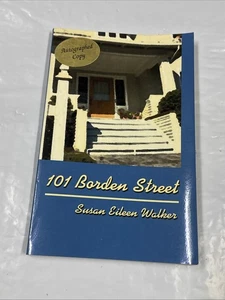 Autographed
Copy
101 Borden Street
Susan Eileen Walker